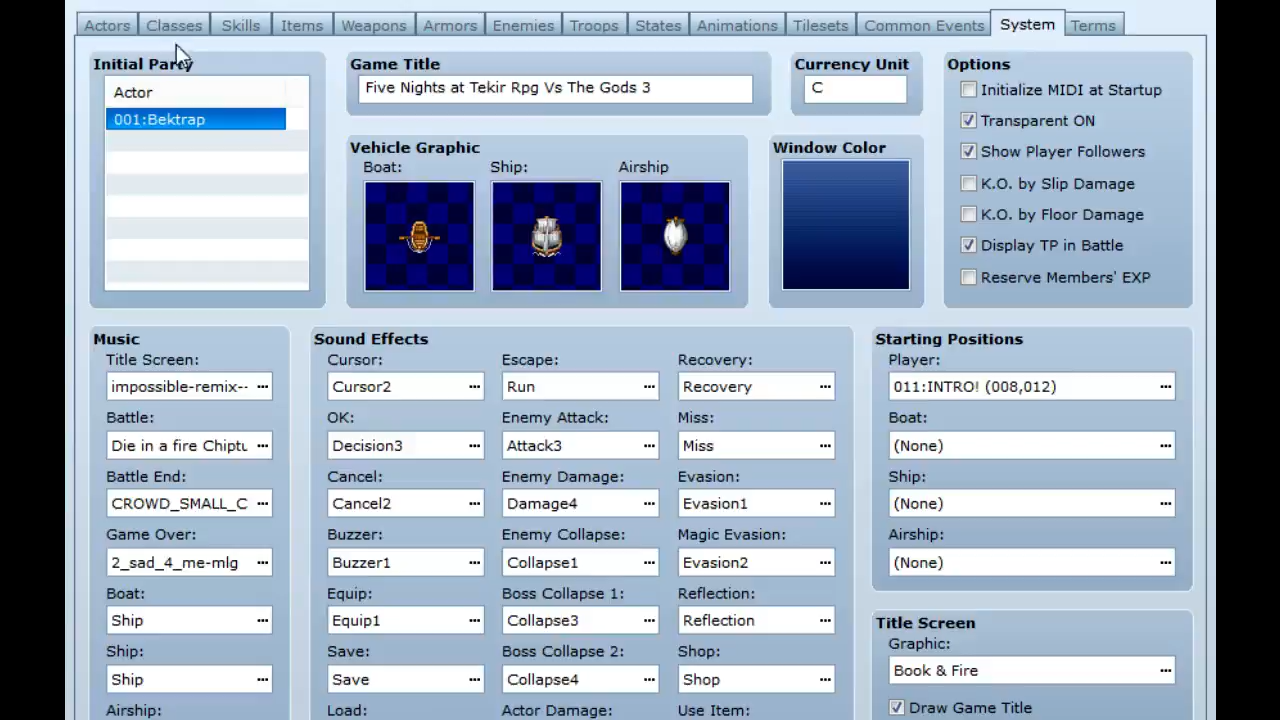 Actors Classes Skills Items Weapons Armors Enemies Troops States Animations Tilesets Common Events System Terms
Initial Party
Actor
001:Bektrap
Game Title
Five Nights at Tekir Rpg Vs The Gods 3
Currency Unit
C
Options
Initialize MIDI at Startup
Transparent ON
Show Player Followers
K.O. by Slip Damage
K.O. by Floor Damage
Display TP in Battle
Reserve Members' EXP
Vehicle Graphic
Boat: Ship: Airship
Window Color
Music
Title Screen:
impossible-remix-- ...
Battle:
Die in a fire Chiptu ...
Battle End:
CROWD_SMALL_C ...
Game Over:
2_sad_4_me-mlg ...
Boat:
Ship ...
Ship:
Ship ...
Airship:
Sound Effects
Cursor: Escape: Recovery:
Cursor2 ... Run ... Recovery ...
OK: Enemy Attack: Miss:
Decision3 ... Attack3 ... Miss ...
Cancel: Enemy Damage: Evasion:
Cancel2 ... Damage4 ... Evasion1 ...
Buzzer: Enemy Collapse: Magic Evasion:
Buzzer1 ... Collapse1 ... Evasion2 ...
Equip: Boss Collapse 1: Reflection:
Equip1 ... Collapse3 ... Reflection ...
Save: Boss Collapse 2: Shop:
Save ... Collapse4 ... Shop ...
Load: Actor Damage: Use Item:
Starting Positions
Player:
011:INTRO! (008,012) ...
Boat:
(None) ...
Ship:
(None) ...
Airship:
(None) ...
Title Screen
Graphic:
Book & Fire ...
Draw Game Title